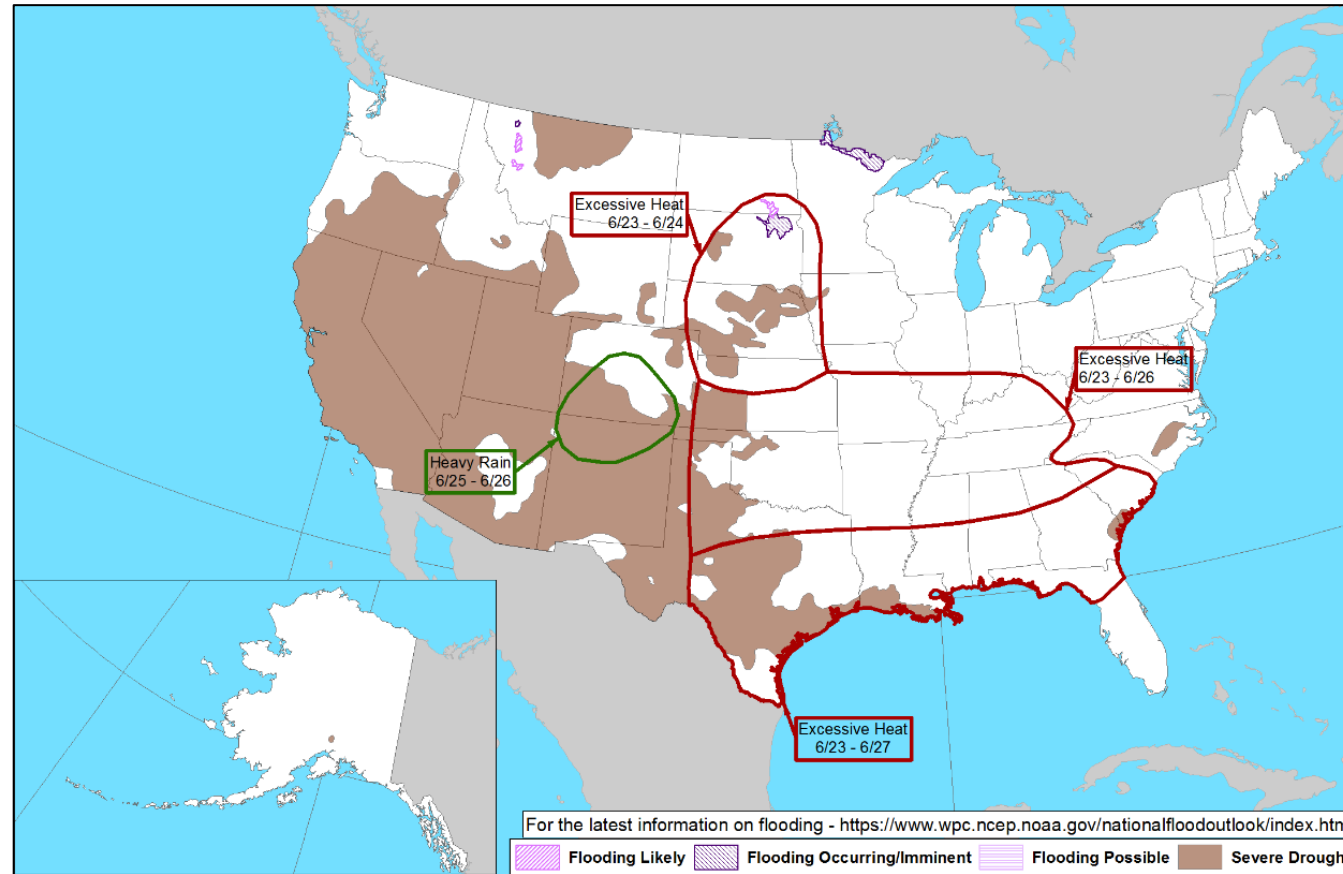 Excessive Heat
6/23 - 6/24
Excessive Heat
6/23 - 6/26
Heavy Rain
6/25 - 6/26
Excessive Heat
6/23 - 6/27
For the latest information on flooding - https://www.wpc.ncep.noaa.gov/nationalfloodoutlook/index.htm
Flooding Likely Flooding Occurring/Imminent Flooding Possible Severe Drough